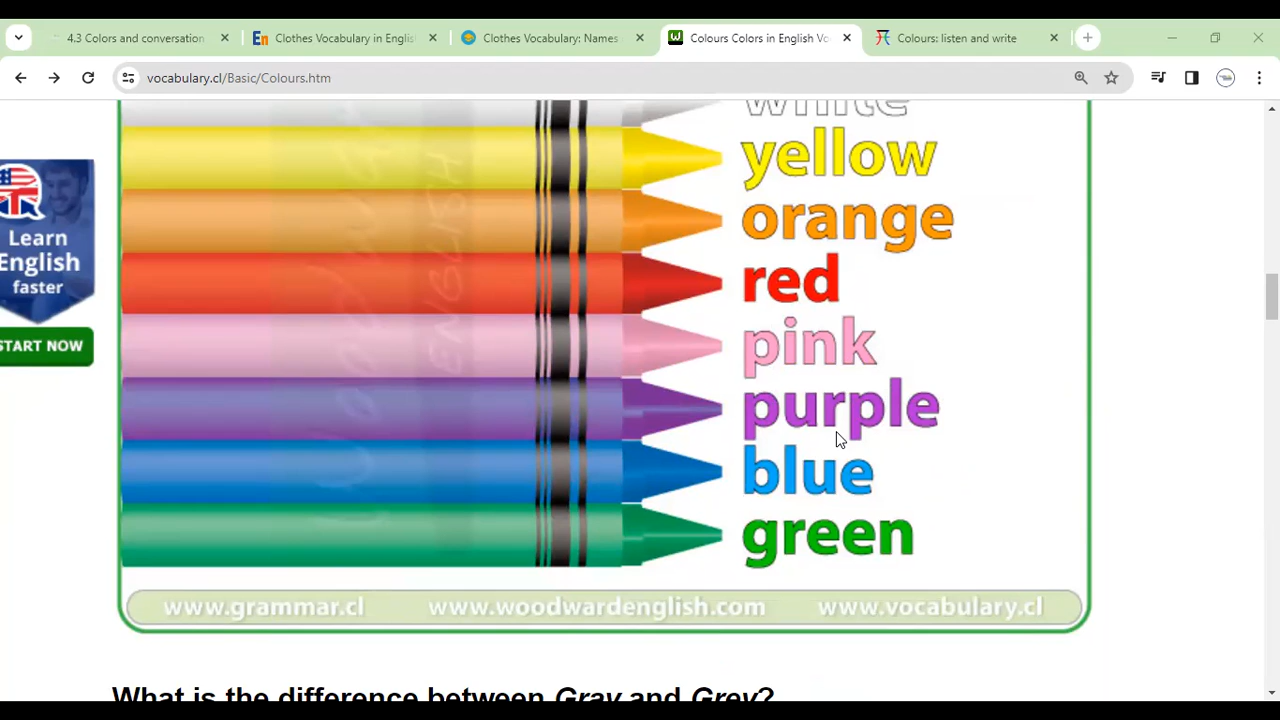 4.3 Colors and conversation
Clothes Vocabulary in Englis
Clothes Vocabulary: Names
Colours Colors in English Vo
Colours: listen and write
vocabulary.cl/Basic/Colours.htm
white
yellow
orange
red
pink
purple
blue
green
Learn
English
faster
START NOW
www.grammar.cl www.woodwardenglish.com www.vocabulary.cl
What is the difference between Gray and Grey?